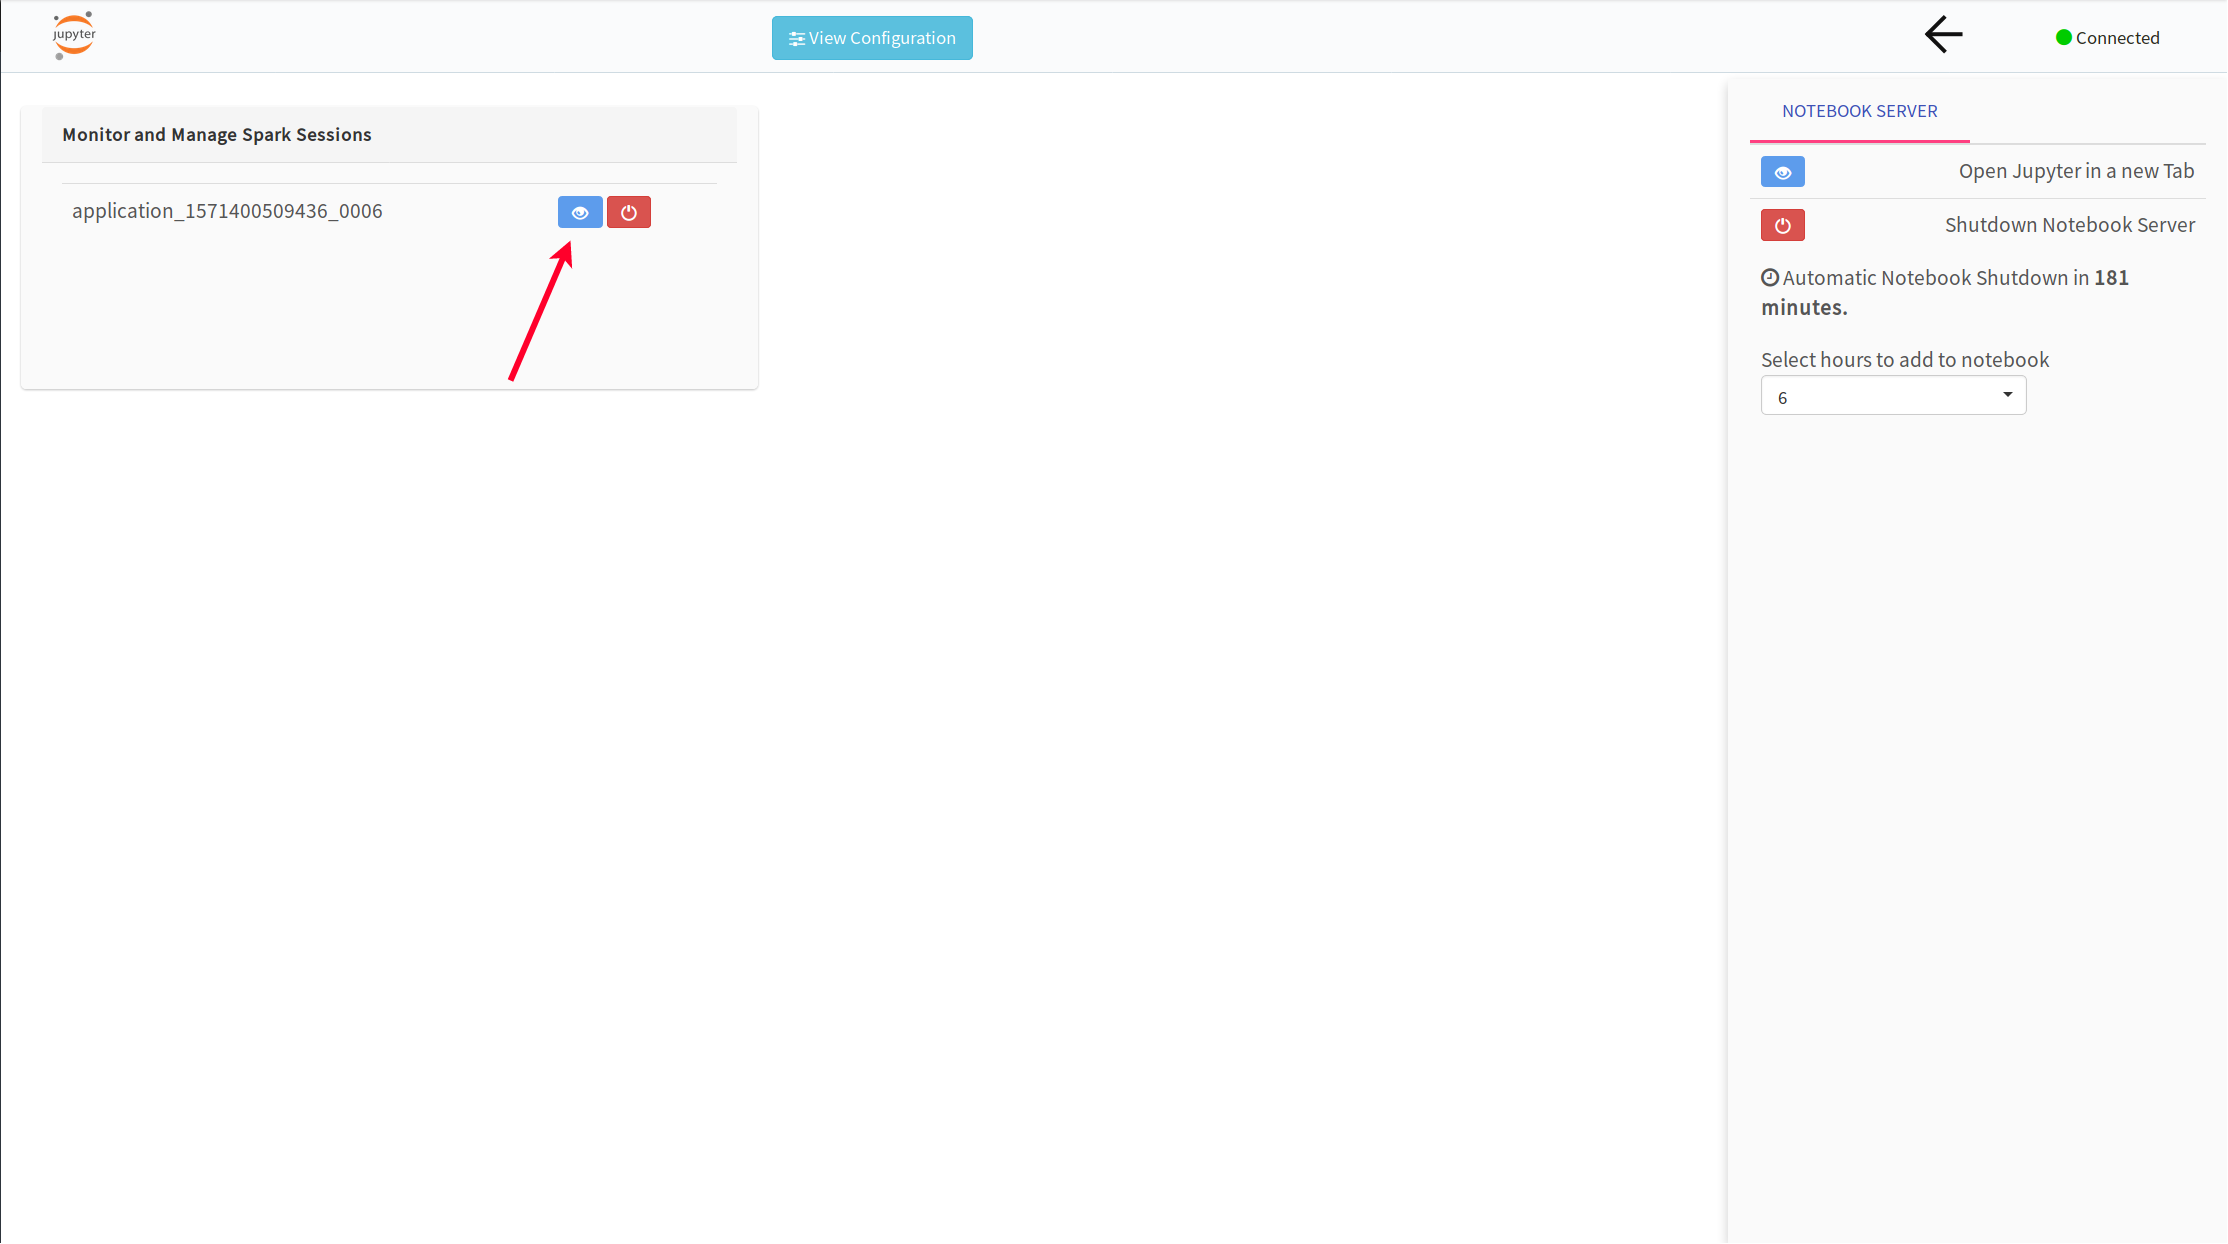 jupyter
View Configuration
Connected
Monitor and Manage Spark Sessions
application_1571400509436_0006
NOTEBOOK SERVER
Open Jupyter in a new Tab
Shutdown Notebook Server
Automatic Notebook Shutdown in 181
minutes.
Select hours to add to notebook
6